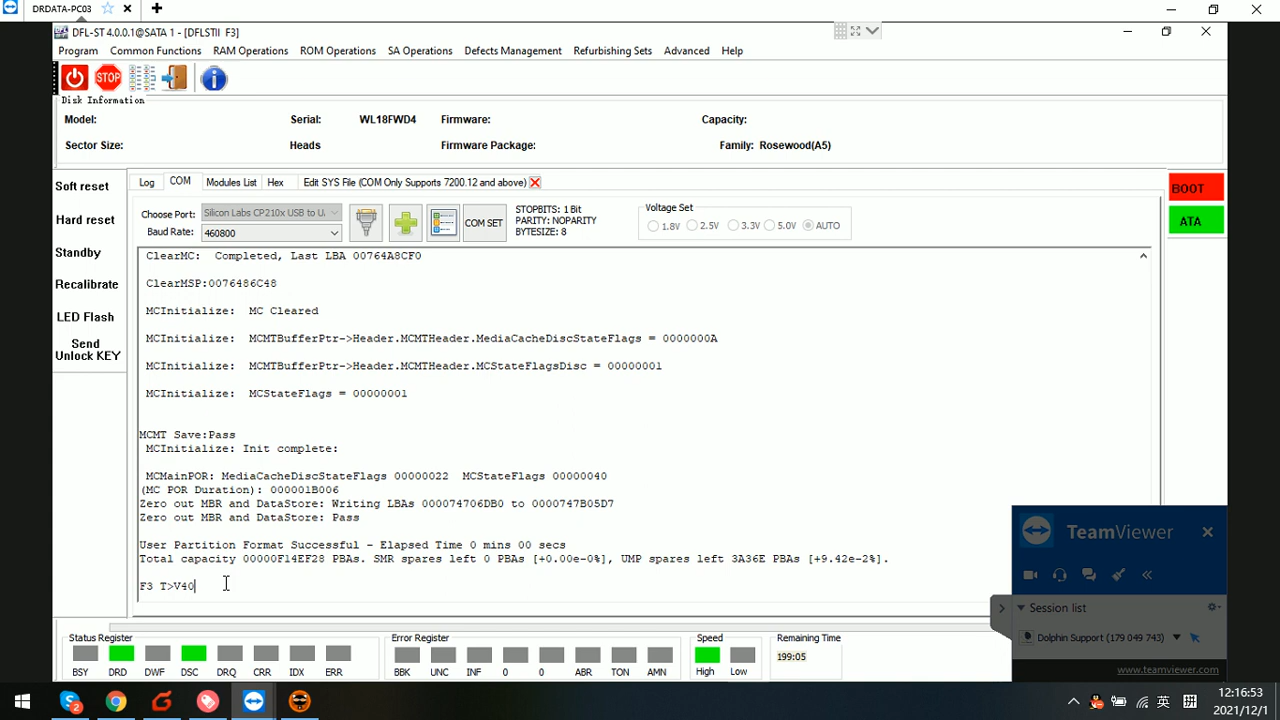 DRDATA-PC03
DFL-ST 4.0.0.1@SATA 1 - [DFLSTII F3]
Program Common Functions RAM Operations ROM Operations SA Operations Defects Management Refurbishing Sets Advanced Help
STOP
Disk Information
Model: Serial: WL18FWD4 Firmware: Capacity:
Sector Size: Heads Firmware Package: Family: Rosewood(A5)
Soft reset
Hard reset
Standby
Recalibrate
LED Flash
Send
Unlock KEY
Log COM Modules List Hex Edit SYS File (COM Only Supports 7200.12 and above)
Choose Port: Silicon Labs CP210x USB to U
Baud Rate: 460800
COM SET
STOPBITS: 1 Bit
PARITY: NOPARITY
BYTESIZE: 8
Voltage Set
1.8V 2.5V 3.3V 5.0V AUTO
BOOT
ATA
ClearMC: Completed, Last LBA 00764A8CF0
ClearMSP:0076486C48
MCInitialize: MC Cleared
MCInitialize: MCMTBufferPtr->Header.MCMTHeader.MediaCacheDiscStateFlags = 0000000A
MCInitialize: MCMTBufferPtr->Header.MCMTHeader.MCStateFlagsDisc = 00000001
MCInitialize: MCStateFlags = 00000001
MCMT Save:Pass
MCInitialize: Init complete:
MCMainPOR: MediaCacheDiscStateFlags 00000022 MCStateFlags 00000040
(MC POR Duration): 000001B006
Zero out MBR and DataStore: Writing LBAs 000074706DB0 to 0000747B05D7
Zero out MBR and DataStore: Pass
User Partition Format Successful - Elapsed Time 0 mins 00 secs
Total capacity 00000F14EF28 PBAs. SMR spares left 0 PBAs [+0.00e-0%], UMP spares left 3A36E PBAs [+9.42e-2%].
F3 T>V40
Status Register
BSY DRD DWF DSC DRQ CRR IDX ERR
Error Register
BBK UNC INF 0 0 ABR TON AMN
Speed
High Low
Remaining Time
199:05
TeamViewer
Session list
Dolphin Support (179 049 743)
www.teamviewer.com
英
拼
12:16:53
2021/12/1